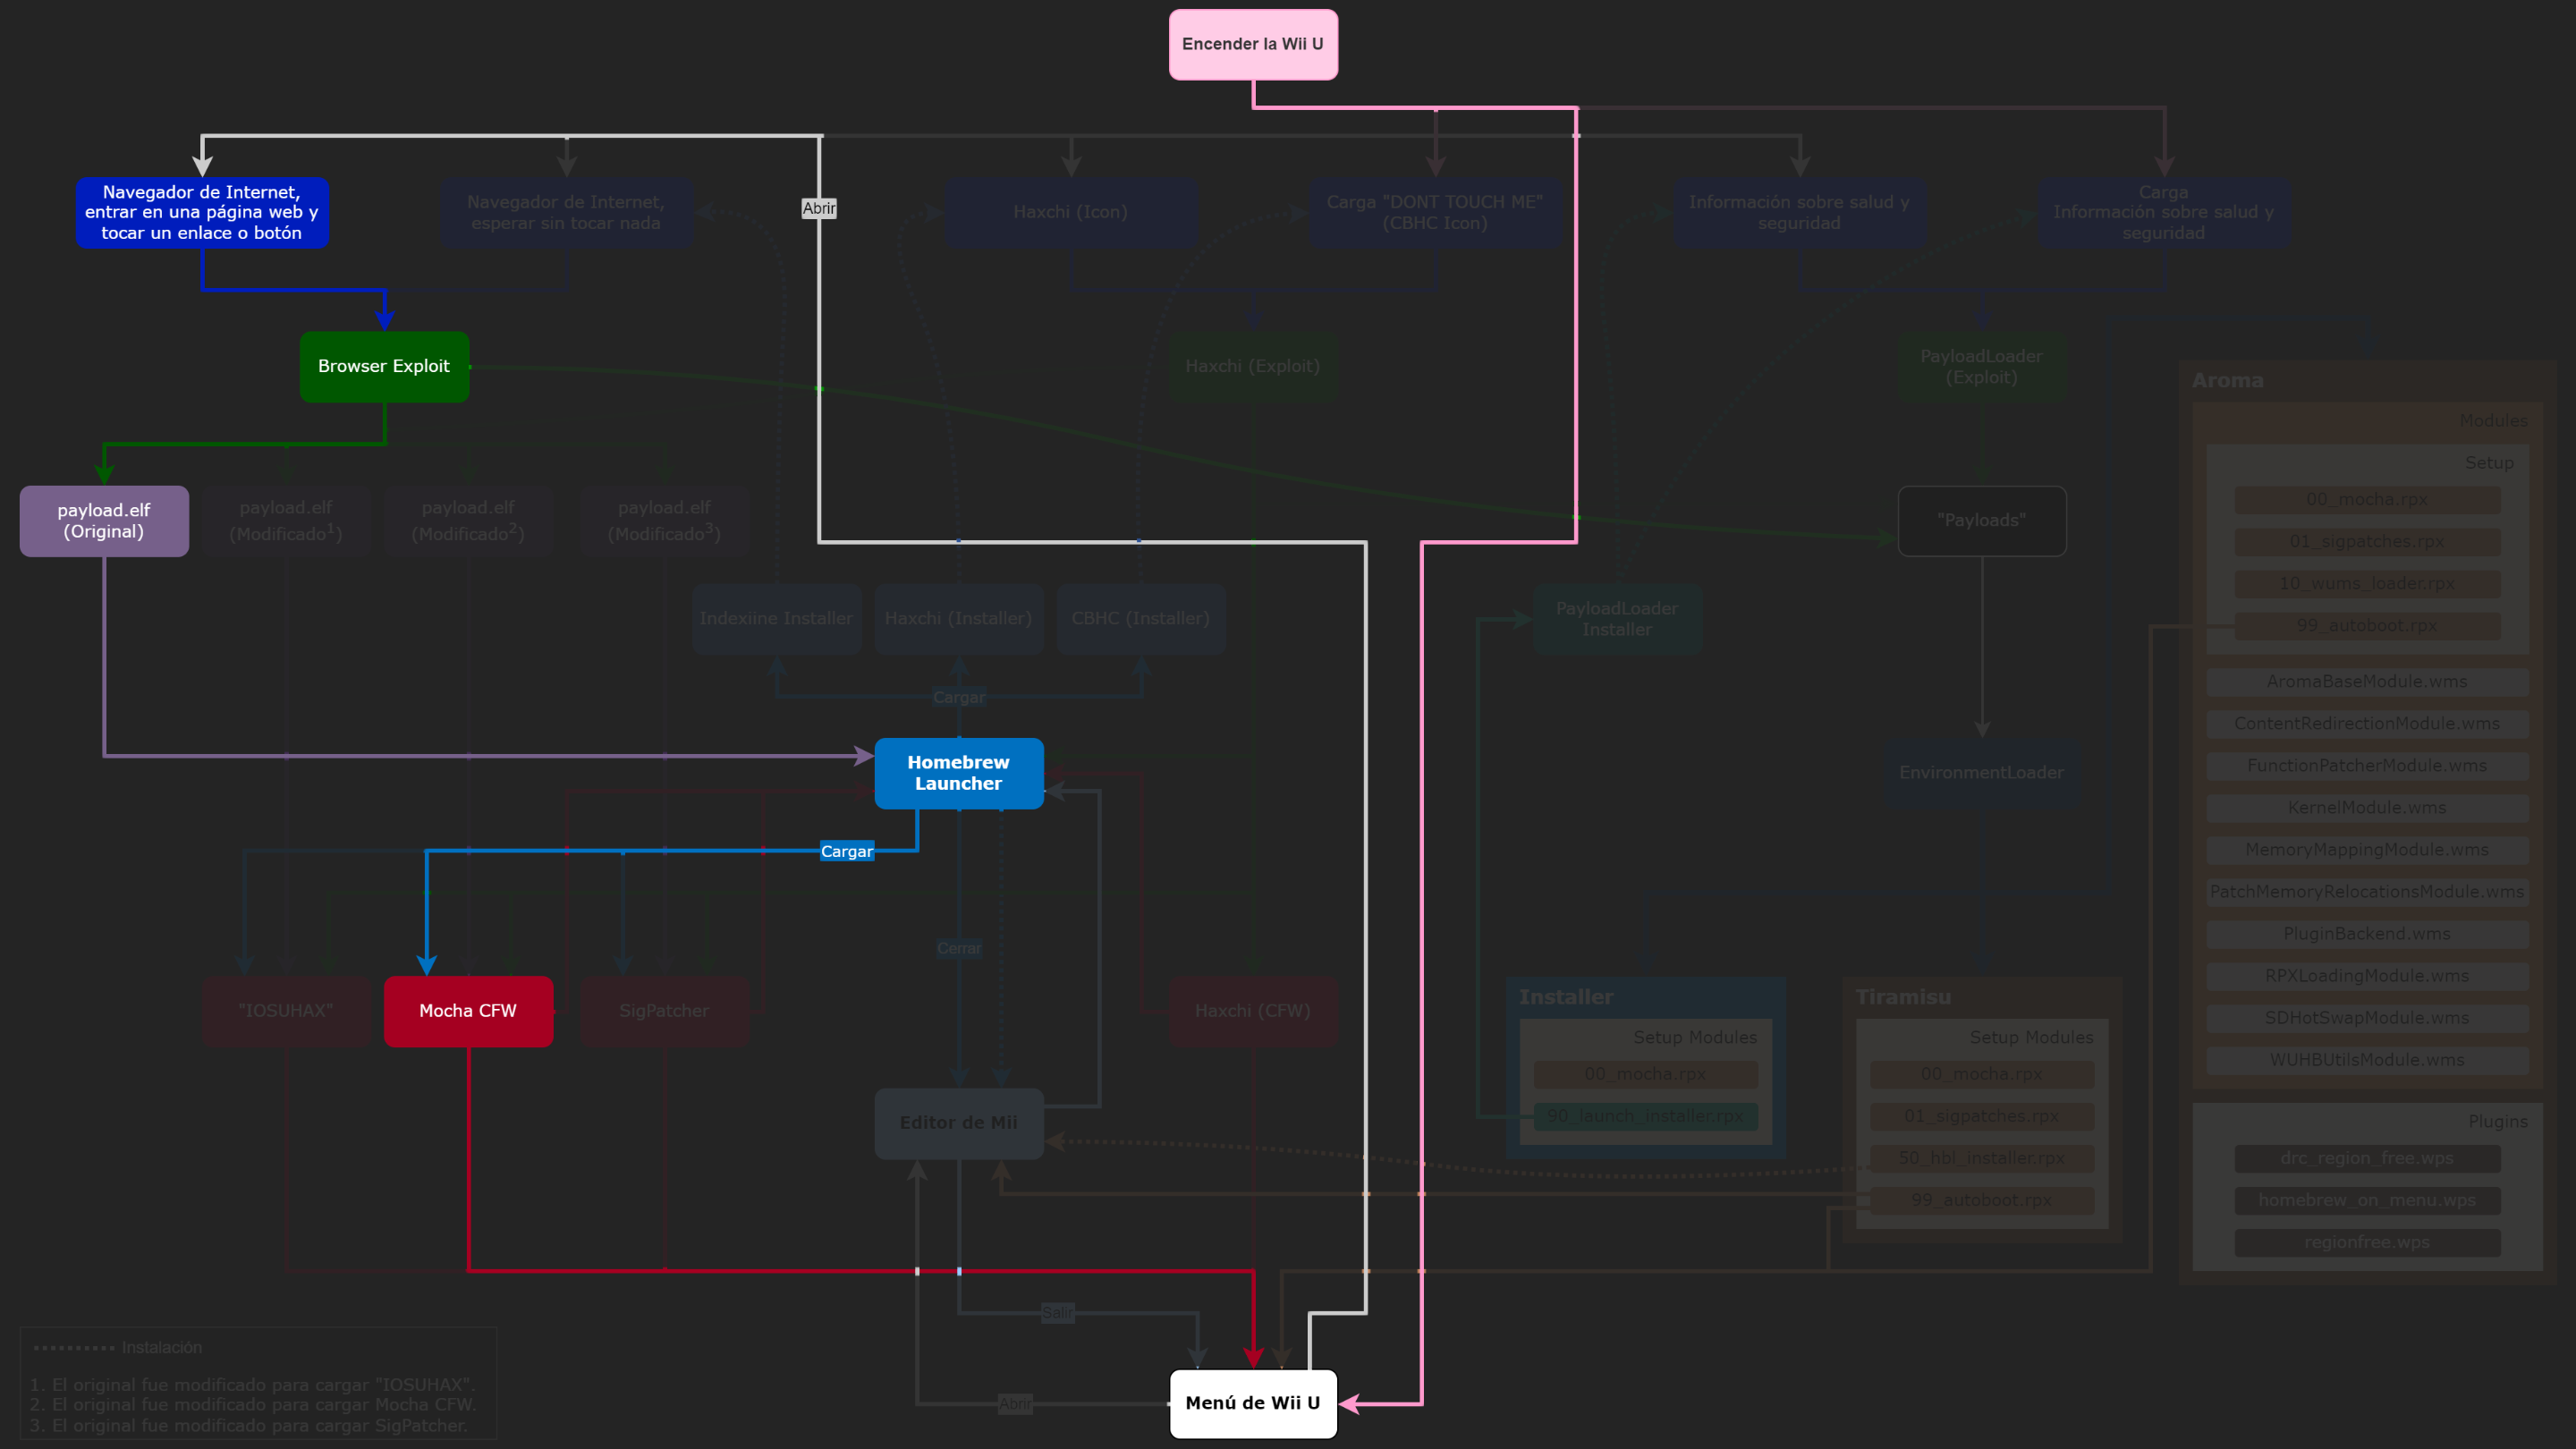 Encender la Wii U
Navegador de Internet,
entrar en una página web y
tocar un enlace o botón
Navegador de Internet,
esperar sin tocar nada
Abrir
Haxchi (Icon)
Carga "DONT TOUCH ME"
(CBHC Icon)
Información sobre salud y
seguridad
Carga
Información sobre salud y
seguridad
Browser Exploit
Haxchi (Exploit)
PayloadLoader
(Exploit)
Aroma
Modules
Setup
00_mocha.rpx
01_sigpatches.rpx
10_wums_loader.rpx
99_autoboot.rpx
AromaBaseModule.wms
ContentRedirectionModule.wms
FunctionPatcherModule.wms
KernelModule.wms
MemoryMappingModule.wms
PatchMemoryRelocationsModule.wms
PluginBackend.wms
RPXLoadingModule.wms
SDHotSwapModule.wms
WUHBUtilsModule.wms
Plugins
drc_region_free.wps
homebrew_on_menu.wps
regionfree.wps
payload.elf
(Original)
payload.elf
(Modificado1)
payload.elf
(Modificado2)
payload.elf
(Modificado3)
"Payloads"
Indexiine Installer
Haxchi (Installer)
CBHC (Installer)
PayloadLoader
Installer
Cargar
Homebrew
Launcher
EnvironmentLoader
Cargar
Cerrar
"IOSUHAX"
Mocha CFW
SigPatcher
Haxchi (CFW)
Installer
Setup Modules
00_mocha.rpx
90_launch_installer.rpx
Tiramisu
Setup Modules
00_mocha.rpx
01_sigpatches.rpx
50_hbl_installer.rpx
99_autoboot.rpx
Editor de Mii
Salir
Abrir
Menú de Wii U
Instalación
1. El original fue modificado para cargar "IOSUHAX".
2. El original fue modificado para cargar Mocha CFW.
3. El original fue modificado para cargar SigPatcher.